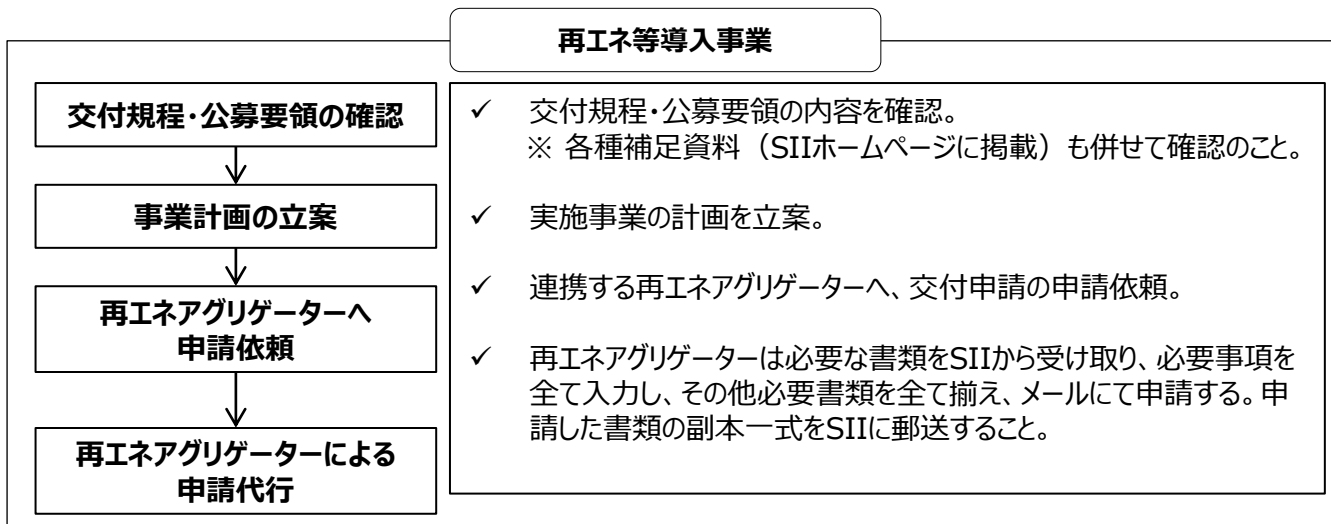 再エネ等導入事業
交付規程・公募要領の確認
事業計画の立案
再エネアグリゲーターへ
申請依頼
再エネアグリゲーターによる
申請代行
✓ 交付規程・公募要領の内容を確認。
※ 各種補足資料（SIIホームページに掲載）も併せて確認のこと。
✓ 実施事業の計画を立案。
✓ 連携する再エネアグリゲーターへ、交付申請の申請依頼。
✓ 再エネアグリゲーターは必要な書類をSIIから受け取り、必要事項を
全て入力し、その他必要書類を全て揃え、メールにて申請する。申
請した書類の副本一式をSIIに郵送すること。